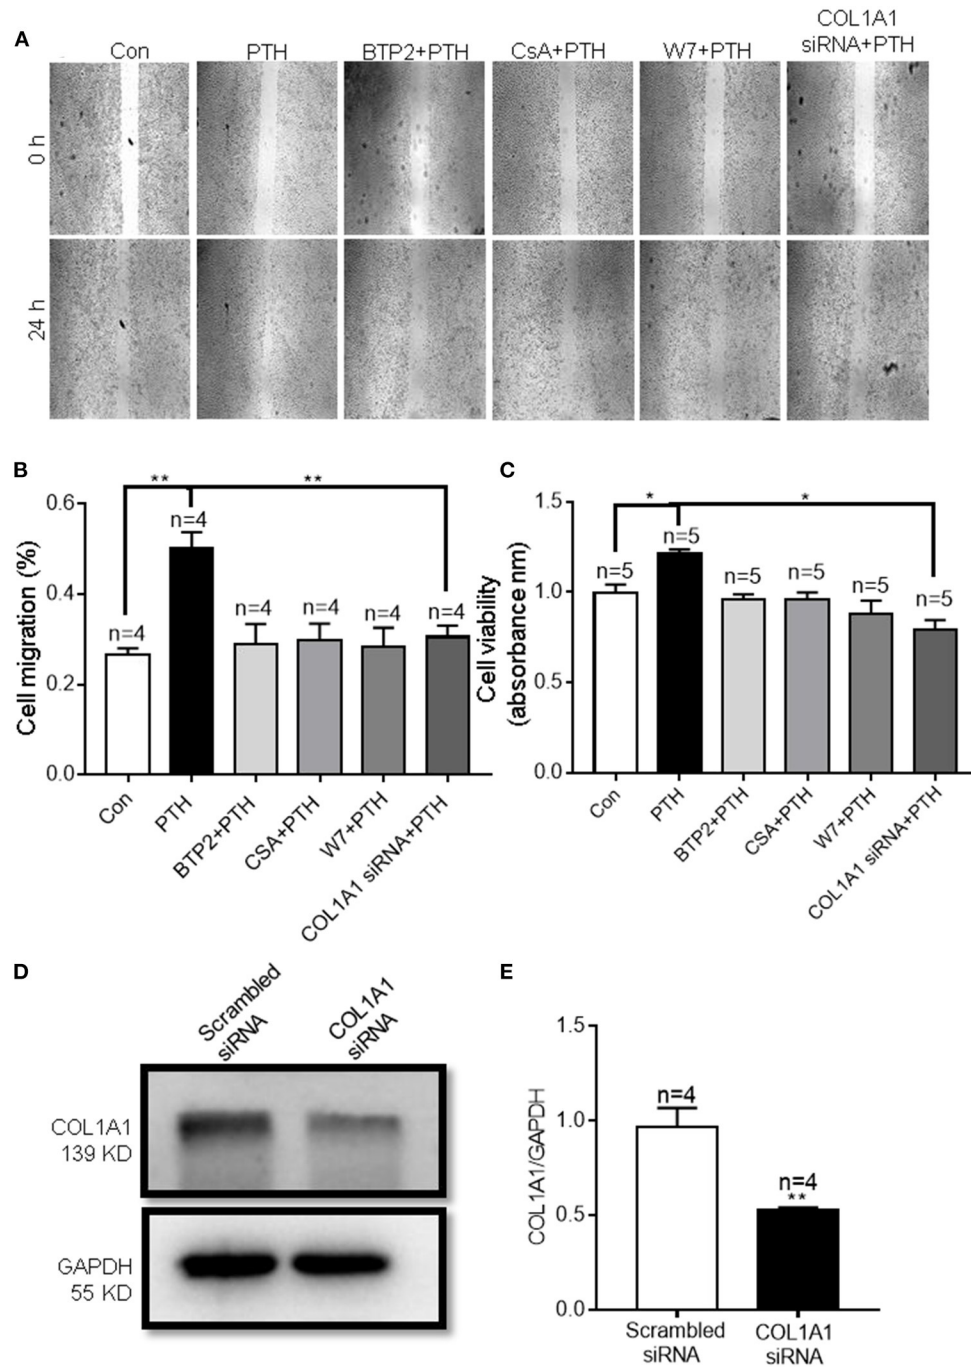 A
Con
PTH
BTP2+PTH
CsA+PTH
W7+PTH
COL1A1
siRNA+PTH
0 h
24 h
B
Cell migration (%)
0.6
0.4
0.2
0.0
**
**
n=4
n=4
n=4
n=4
n=4
n=4
Con
PTH
BTP2+PTH
CSA+PTH
W7+PTH
COL1A1 siRNA+PTH
C
Cell viability
(absorbance nm)
1.5
1.0
0.5
0.0
*
*
n=5
n=5
n=5
n=5
n=5
n=5
Con
PTH
BTP2+PTH
CSA+PTH
W7+PTH
COL1A1 siRNA+PTH
D
Scrambled
siRNA
COL1A1
siRNA
COL1A1
139 KD
GAPDH
55 KD
E
COL1A1/GAPDH
1.5
1.0
0.5
0.0
n=4
n=4
**
Scrambled
siRNA
COL1A1
siRNA